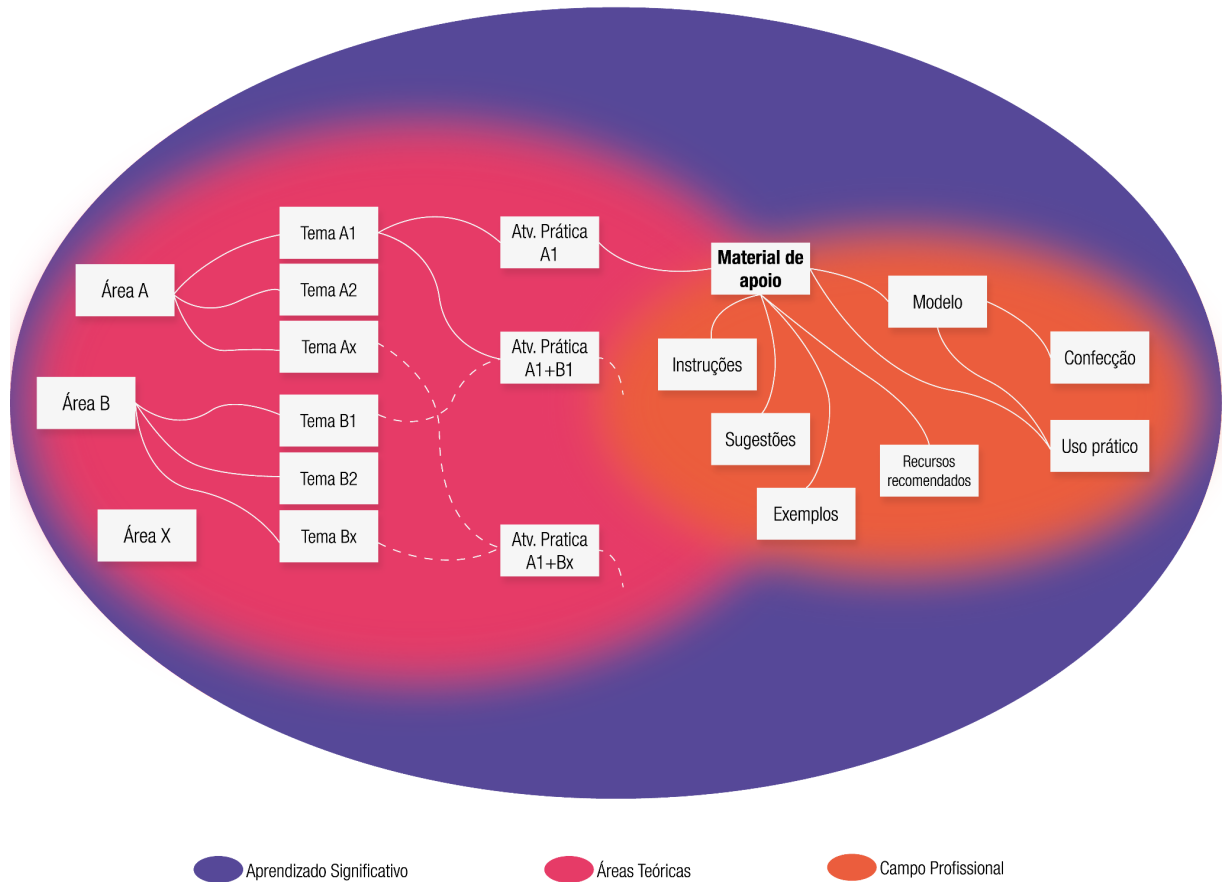 Tema A1
Atv. Prática
A1
Material de
apoio
Área A
Tema A2
Modelo
Tema Ax
Atv. Prática
A1+B1
Instruções
Confecção
Área B
Tema B1
Sugestões
Uso prático
Tema B2
Recursos
recomendados
Exemplos
Área X
Tema Bx
Atv. Pratica
A1+Bx
Aprendizado Significativo
Áreas Teóricas
Campo Profissional